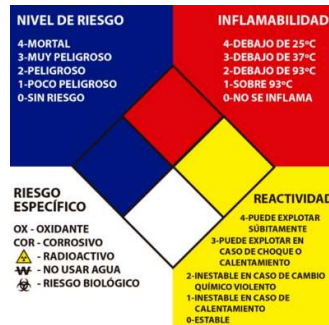 NIVEL DE RIESGO
4-MORTAL
3-MUY PELIGROSO
2-PELIGROSO
1-POCO PELIGROSO
0-SIN RIESGO
INFLAMABILIDAD
4-DEBAJO DE 25ºC
3-DEBAJO DE 37ºC
2-DEBAJO DE 93ºC
1-SOBRE 93ºC
0-NO SE INFLAMA
RIESGO
ESPECÍFICO
OX - OXIDANTE
COR - CORROSIVO
- RADIOACTIVO
W - NO USAR AGUA
- RIESGO BIOLÓGICO
REACTIVIDAD
4-PUEDE EXPLOTAR
SÚBITAMENTE
3-PUEDE EXPLOTAR EN
CASO DE CHOQUE O
CALENTAMIENTO
2-INESTABLE EN CASO DE CAMBIO
QUÍMICO VIOLENTO
1-INESTABLE EN CASO DE
CALENTAMIENTO
0-ESTABLE